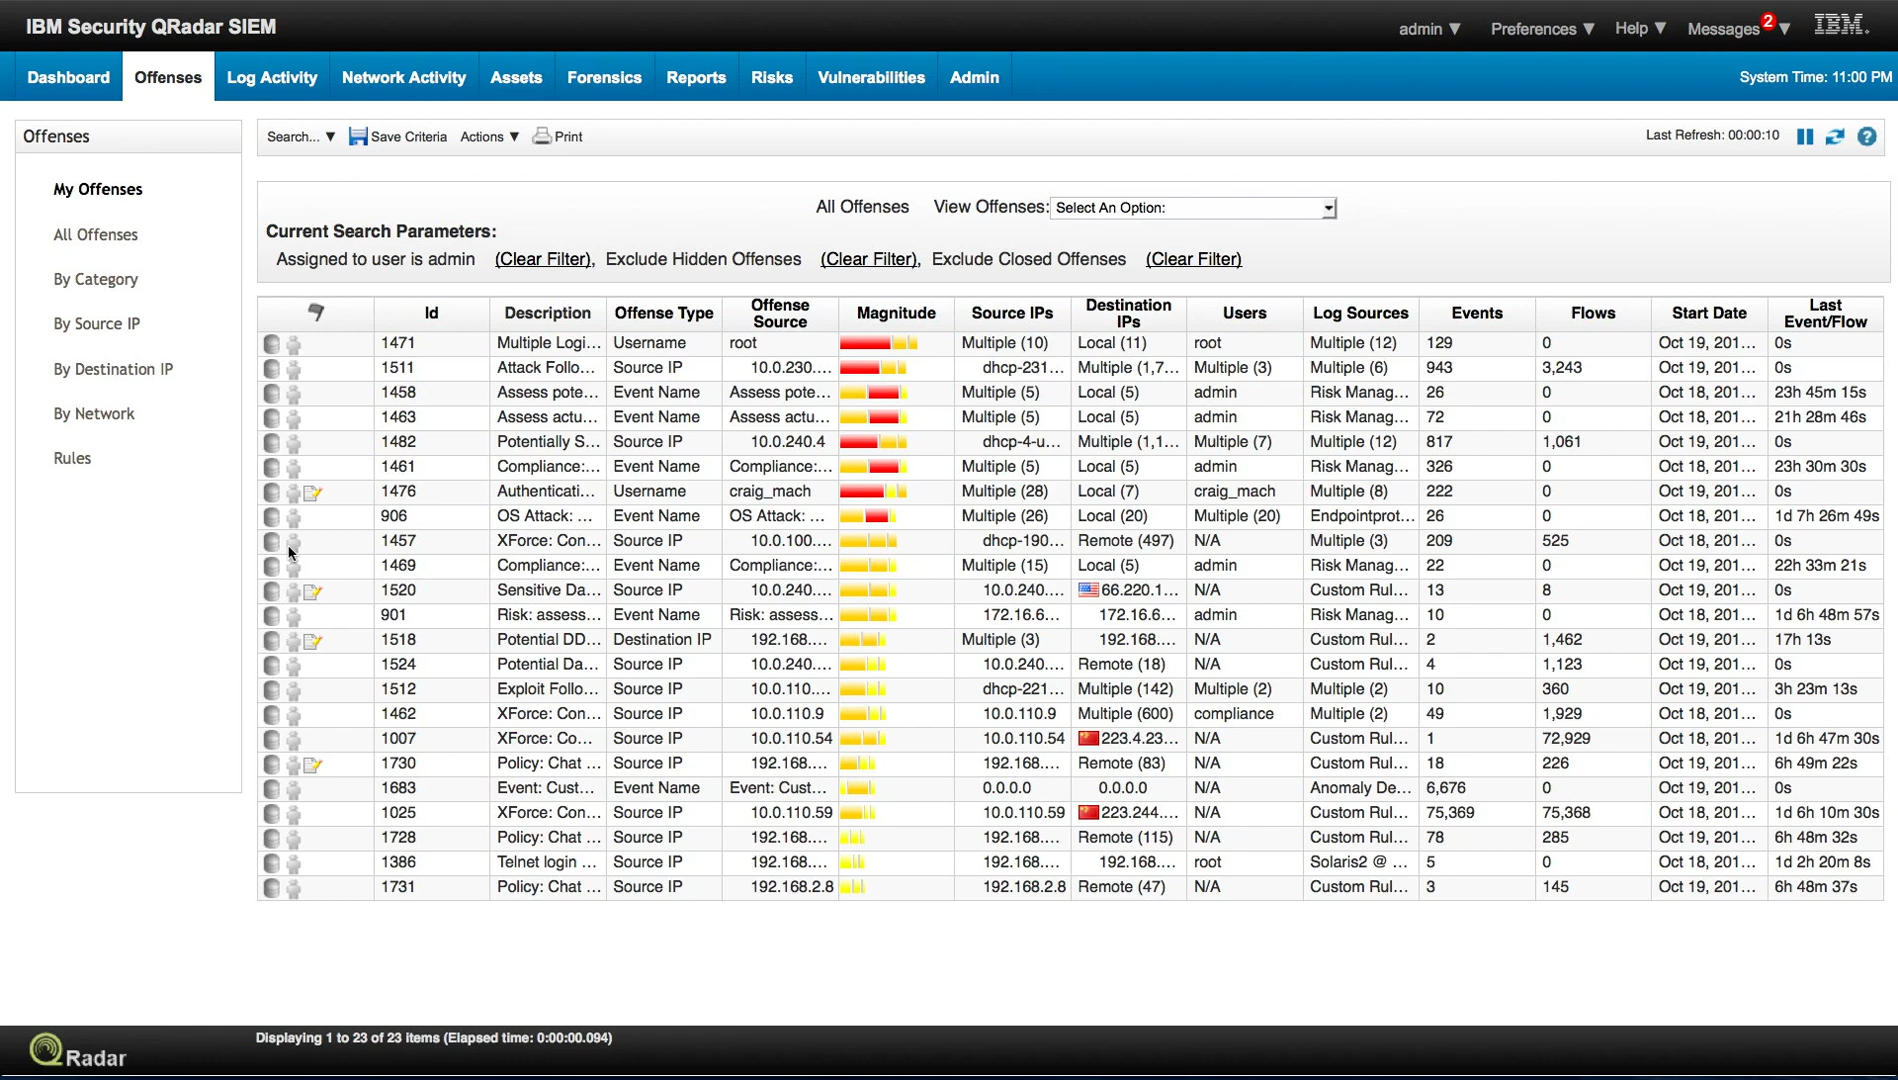 IBM Security QRadar SIEM
admin ▼ Preferences ▼ Help ▼ Messages 2 ▼ IBM.
Dashboard Offenses Log Activity Network Activity Assets Forensics Reports Risks Vulnerabilities Admin System Time: 11:00 PM
Offenses
My Offenses
All Offenses
By Category
By Source IP
By Destination IP
By Network
Rules
Search... ▼ Save Criteria Actions ▼ Print Last Refresh: 00:00:10
All Offenses View Offenses: Select An Option:
Current Search Parameters:
Assigned to user is admin (Clear Filter), Exclude Hidden Offenses (Clear Filter), Exclude Closed Offenses (Clear Filter)
Id Description Offense Type Offense Source Magnitude Source IPs Destination IPs Users Log Sources Events Flows Start Date Last Event/Flow
1471 Multiple Logi... Username root Multiple (10) Local (11) root Multiple (12) 129 0 Oct 19, 201... 0s
1511 Attack Follo... Source IP 10.0.230.... dhcp-231... Multiple (1,7... Multiple (3) Multiple (6) 943 3,243 Oct 19, 201... 0s
1458 Assess pote... Event Name Assess pote... Multiple (5) Local (5) admin Risk Manag... 26 0 Oct 18, 201... 23h 45m 15s
1463 Assess actu... Event Name Assess actu... Multiple (5) Local (5) admin Risk Manag... 72 0 Oct 18, 201... 21h 28m 46s
1482 Potentially S... Source IP 10.0.240.4 dhcp-4-u... Multiple (1,1... Multiple (7) Multiple (12) 817 1,061 Oct 18, 201... 0s
1461 Compliance:... Event Name Compliance:... Multiple (5) Local (5) admin Risk Manag... 326 0 Oct 18, 201... 23h 30m 30s
1476 Authenticati... Username craig_mach Multiple (28) Local (7) craig_mach Multiple (8) 222 0 Oct 19, 201... 0s
906 OS Attack: ... Event Name OS Attack: ... Multiple (26) Local (20) Multiple (20) Endpointprot... 26 0 Oct 18, 201... 1d 7h 26m 49s
1457 XForce: Con... Source IP 10.0.100.... dhcp-190... Remote (497) N/A Multiple (3) 209 525 Oct 18, 201... 0s
1469 Compliance:... Event Name Compliance:... Multiple (15) Local (5) admin Risk Manag... 22 0 Oct 18, 201... 22h 33m 21s
1520 Sensitive Da... Source IP 10.0.240.... 10.0.240.... 66.220.1... N/A Custom Rul... 13 8 Oct 19, 201... 0s
901 Risk: assess... Event Name Risk: assess... 172.16.6... 172.16.6... admin Risk Manag... 10 0 Oct 18, 201... 1d 6h 48m 57s
1518 Potential DD... Destination IP 192.168.... Multiple (3) 192.168.... N/A Custom Rul... 2 1,462 Oct 19, 201... 17h 13s
1524 Potential Da... Source IP 10.0.240.... 10.0.240.... Remote (18) N/A Custom Rul... 4 1,123 Oct 19, 201... 0s
1512 Exploit Follo... Source IP 10.0.110.... dhcp-221... Multiple (142) Multiple (2) Multiple (2) 10 360 Oct 19, 201... 3h 23m 13s
1462 XForce: Con... Source IP 10.0.110.9 10.0.110.9 Multiple (600) compliance Multiple (2) 49 1,929 Oct 18, 201... 0s
1007 XForce: Co... Source IP 10.0.110.54 10.0.110.54 223.4.23... N/A Custom Rul... 1 72,929 Oct 18, 201... 1d 6h 47m 30s
1730 Policy: Chat ... Source IP 192.168.... 192.168.... Remote (83) N/A Custom Rul... 18 226 Oct 19, 201... 6h 49m 22s
1683 Event: Cust... Event Name Event: Cust... 0.0.0.0 0.0.0.0 N/A Anomaly De... 6,676 0 Oct 19, 201... 0s
1025 XForce: Con... Source IP 10.0.110.59 10.0.110.59 223.244.... N/A Custom Rul... 75,369 75,368 Oct 18, 201... 1d 6h 10m 30s
1728 Policy: Chat ... Source IP 192.168.... 192.168.... Remote (115) N/A Custom Rul... 78 285 Oct 19, 201... 6h 48m 32s
1386 Telnet login ... Source IP 192.168.... 192.168.... 192.168.... root Solaris2 @ ... 5 0 Oct 18, 201... 1d 2h 20m 8s
1731 Policy: Chat ... Source IP 192.168.2.8 192.168.2.8 Remote (47) N/A Custom Rul... 3 145 Oct 19, 201... 6h 48m 37s
Displaying 1 to 23 of 23 items (Elapsed time: 0:00:00.094)
QRadar